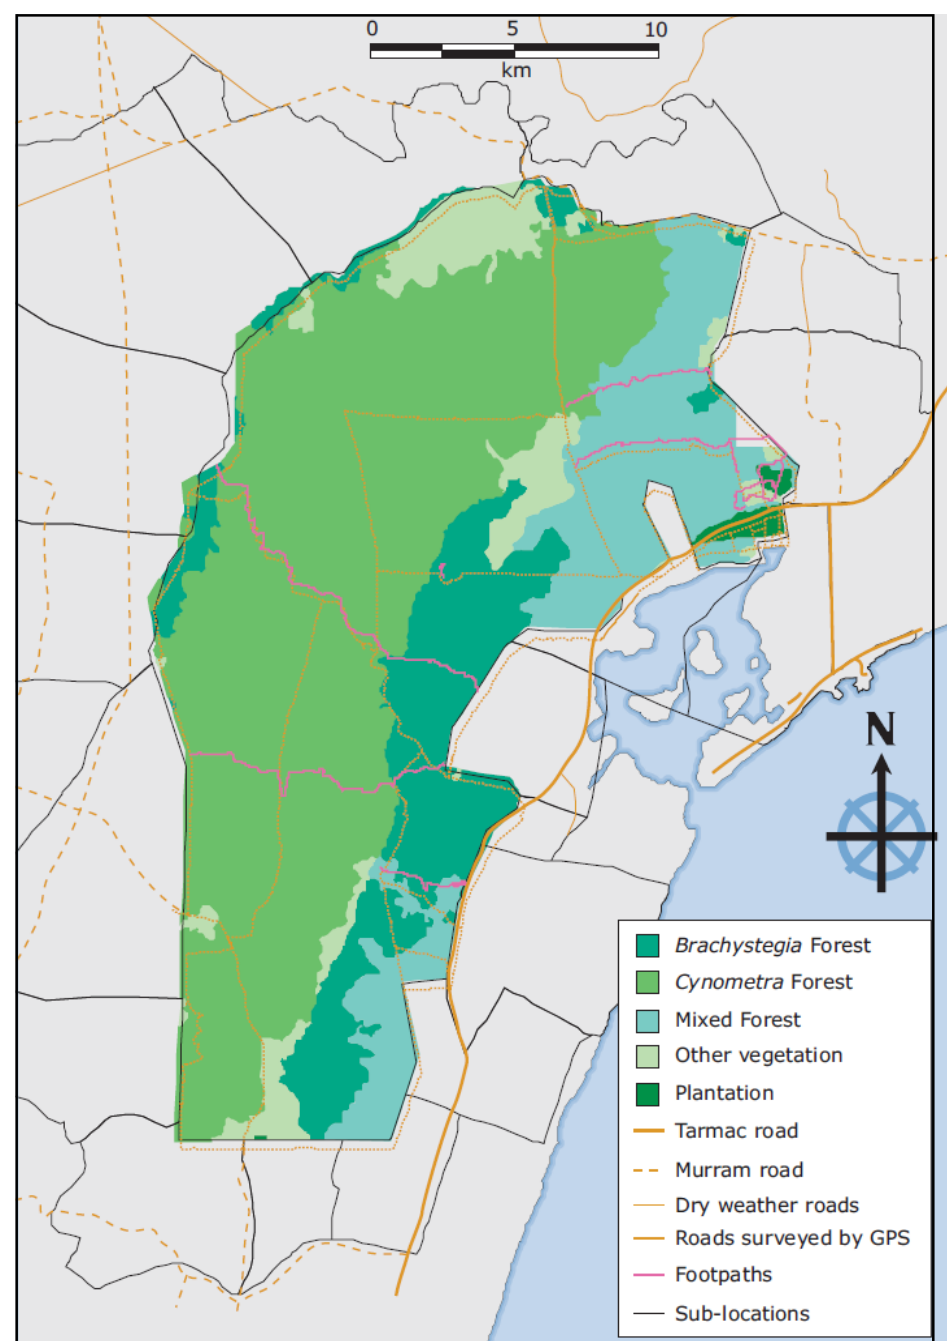 0 5 10
km
N
Brachystegia Forest
Cynometra Forest
Mixed Forest
Other vegetation
Plantation
Tarmac road
Murram road
Dry weather roads
Roads surveyed by GPS
Footpaths
Sub-locations